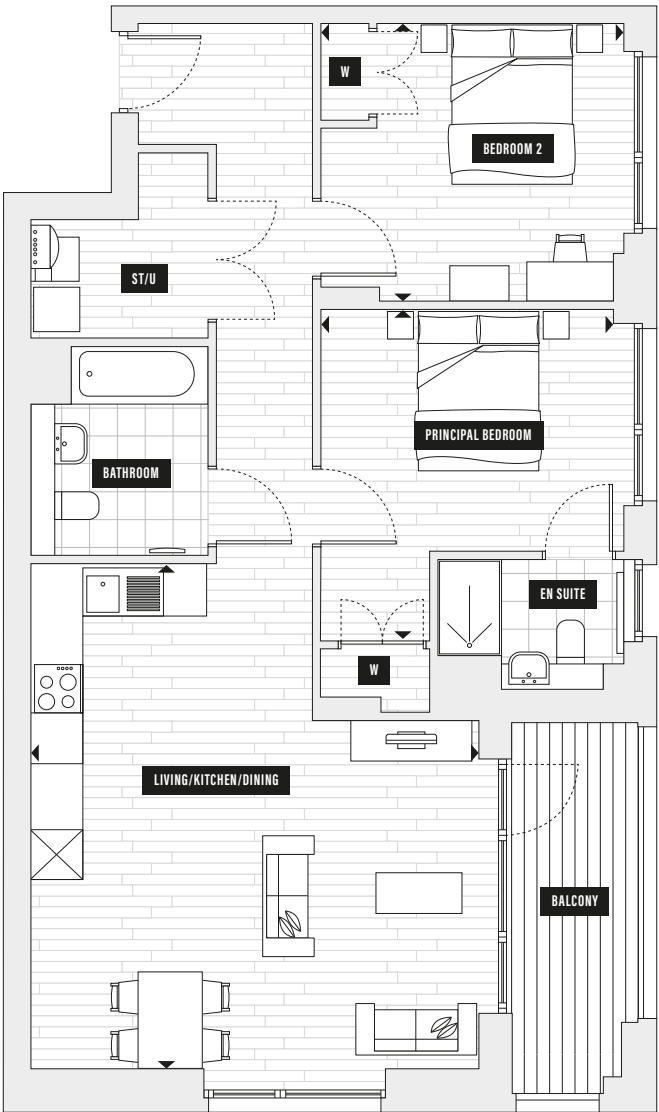 W
BEDROOM 2
ST/U
PRINCIPAL BEDROOM
BATHROOM
EN SUITE
W
LIVING/KITCHEN/DINING
BALCONY